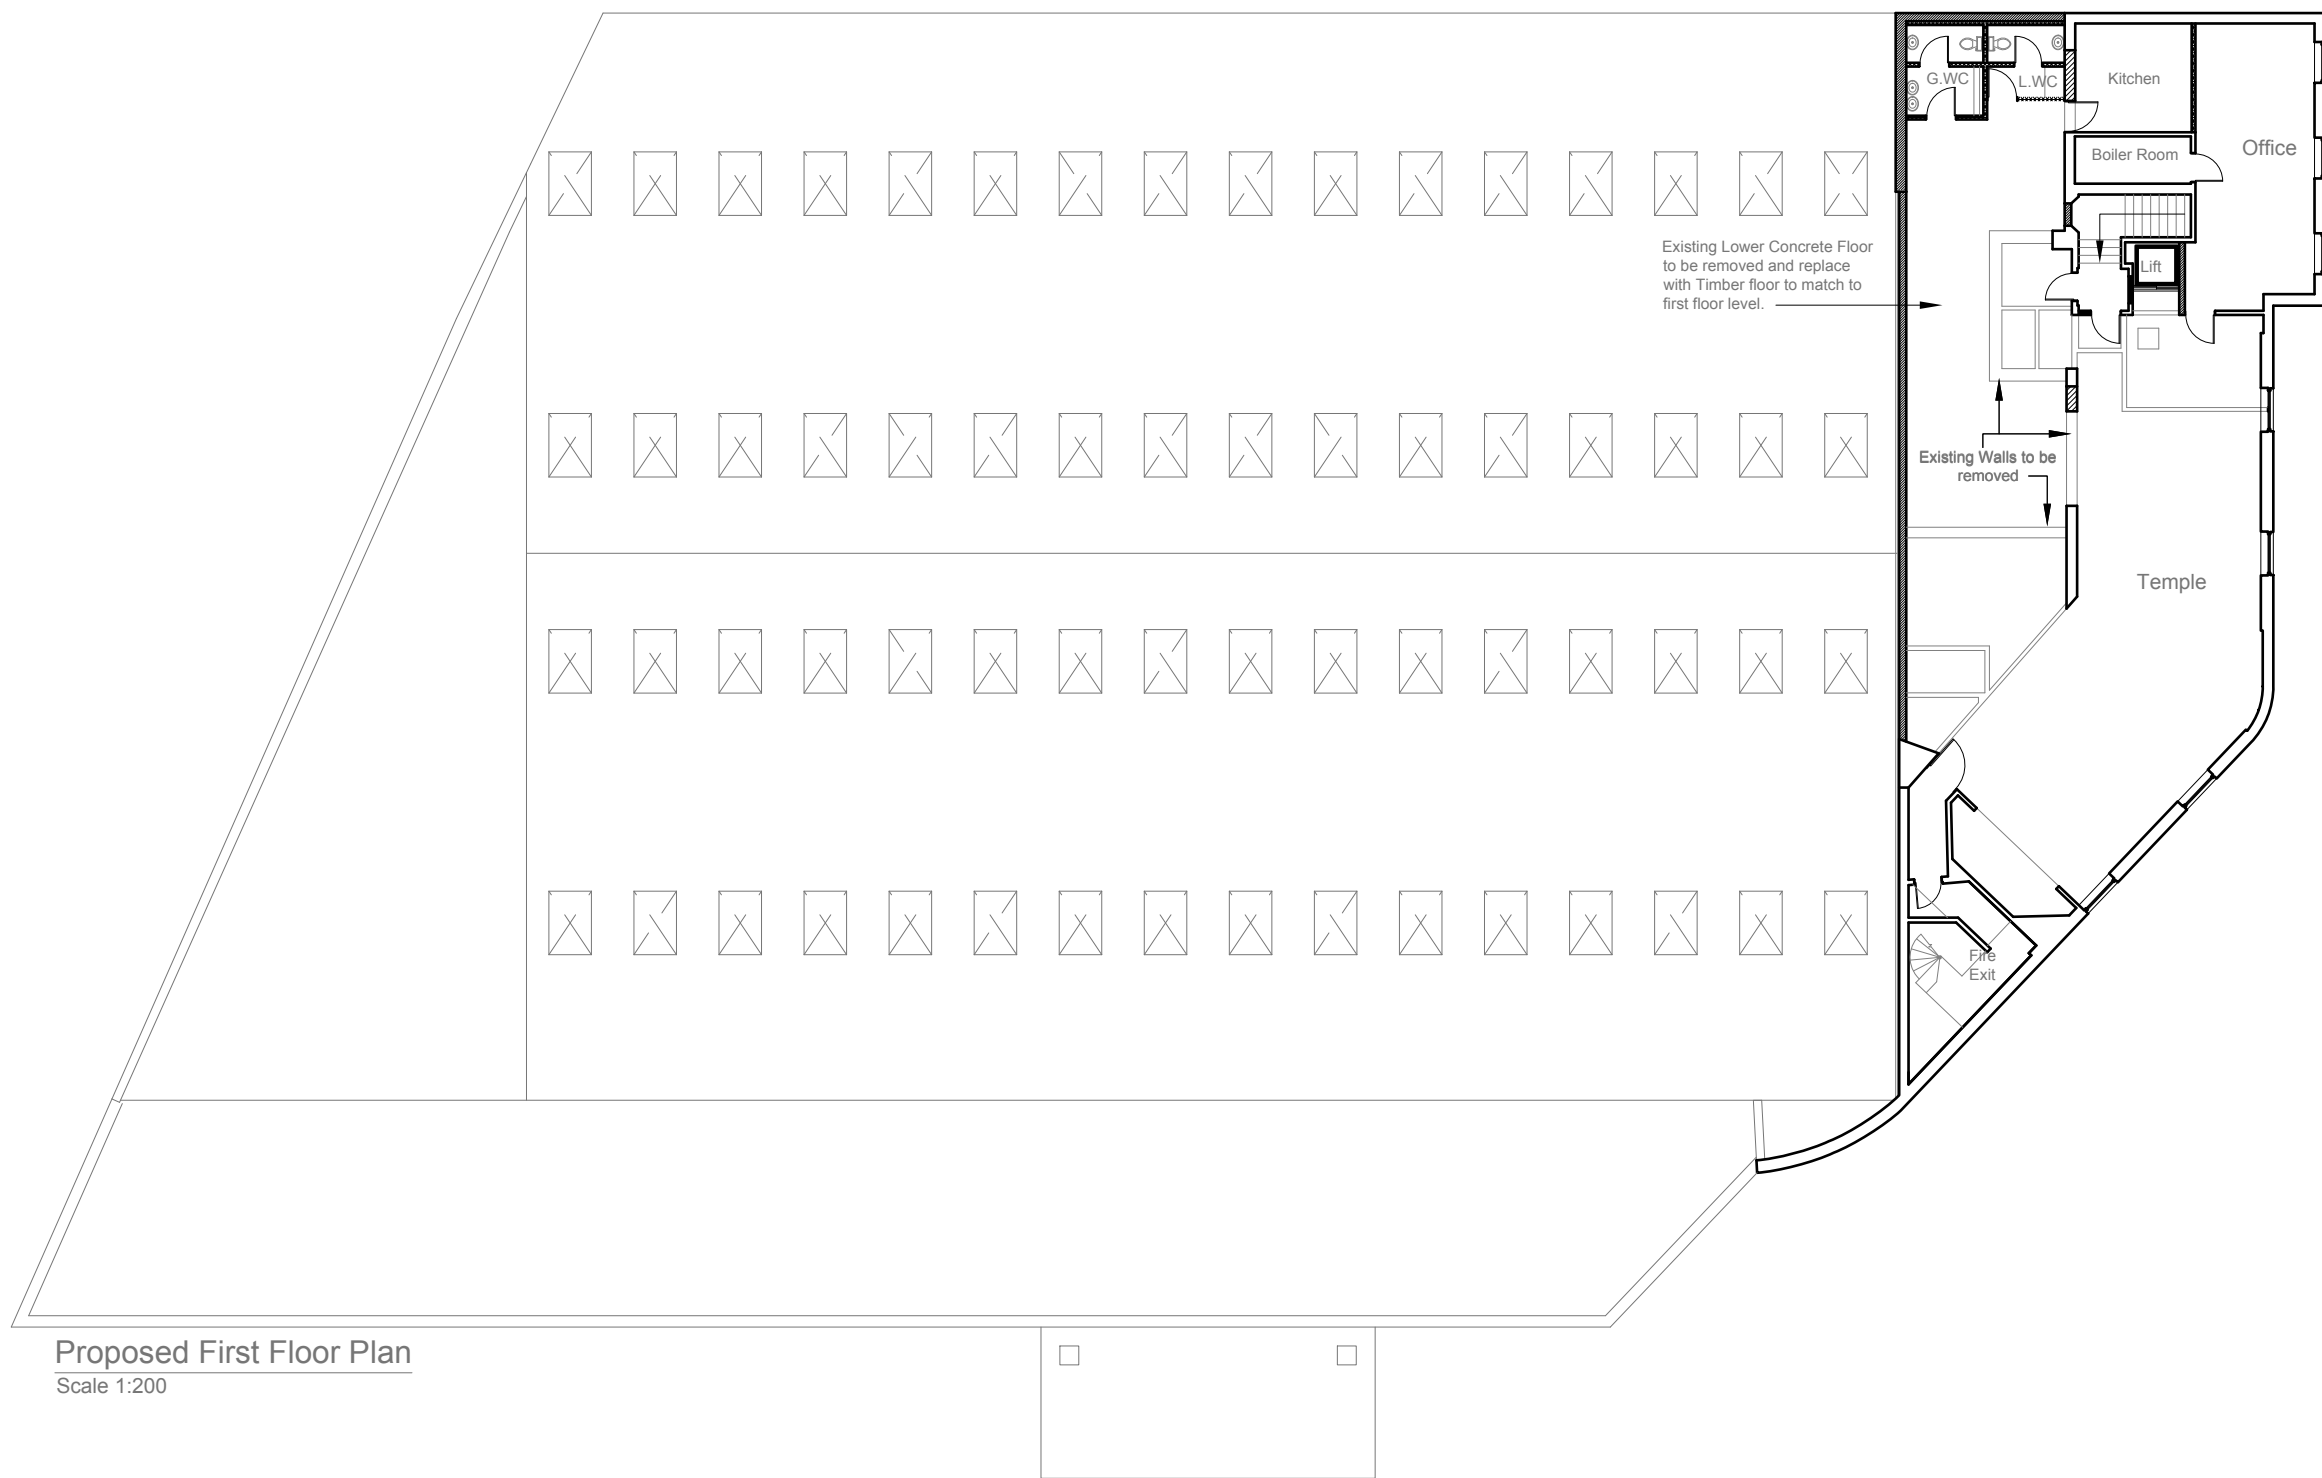 G.WC
L.WC
Kitchen
Boiler Room
Office
Existing Lower Concrete Floor
to be removed and replace
with Timber floor to match to
first floor level.
Lift
Existing Walls to be
removed
Temple
Fire
Exit
Proposed First Floor Plan
Scale 1:200